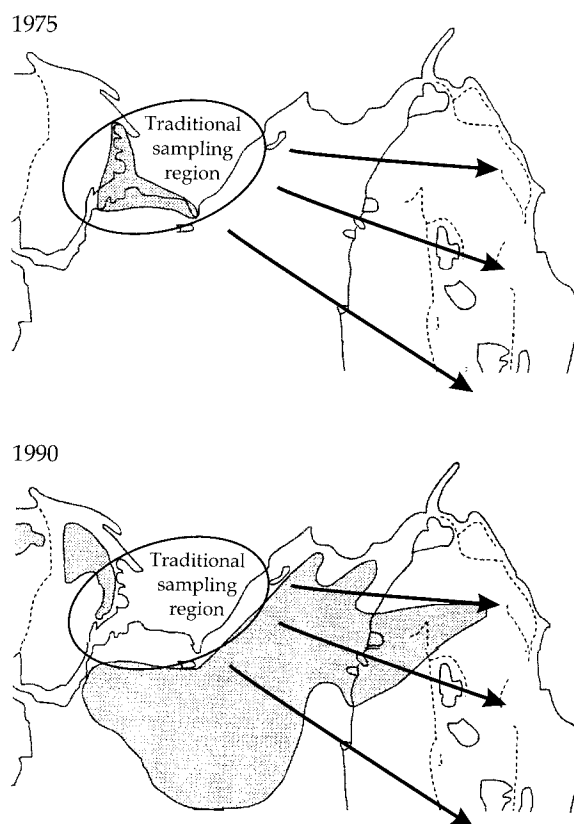 1975
Traditional
sampling
region
1990
Traditional
sampling
region